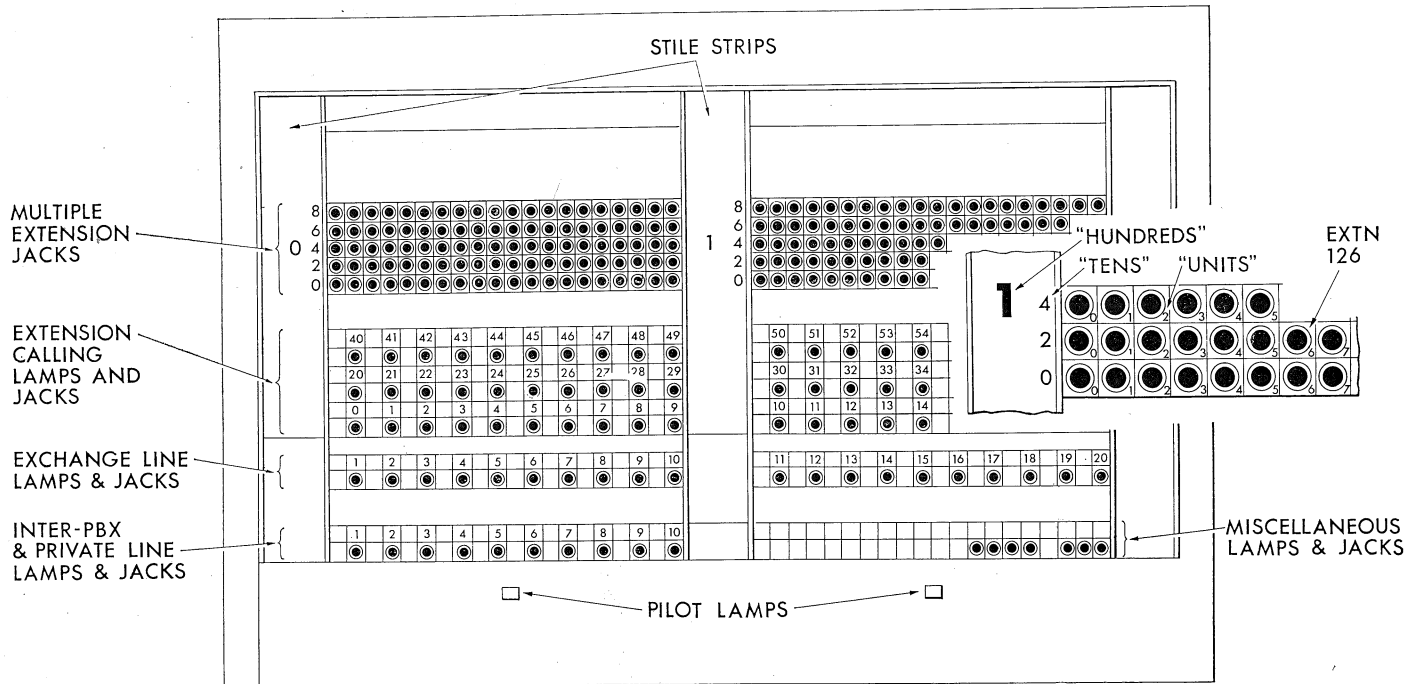 STILE STRIPS
MULTIPLE
EXTENSION
JACKS
8
6
0 4
2
0
8
6
1 4
2
0
"HUNDREDS"
"TENS" "UNITS"
EXTN
126
1 4 0 1 2 3 4 5
2 0 1 2 3 4 5 6 7
0 0 1 2 3 4 5 6 7
EXTENSION
CALLING
LAMPS AND
JACKS
40 41 42 43 44 45 46 47 48 49
20 21 22 23 24 25 26 27 28 29
0 1 2 3 4 5 6 7 8 9
50 51 52 53 54
30 31 32 33 34
10 11 12 13 14
EXCHANGE LINE
LAMPS & JACKS
1 2 3 4 5 6 7 8 9 10
11 12 13 14 15 16 17 18 19 20
INTER-PBX
& PRIVATE LINE
LAMPS & JACKS
1 2 3 4 5 6 7 8 9 10
MISCELLANEOUS
LAMPS & JACKS
PILOT LAMPS